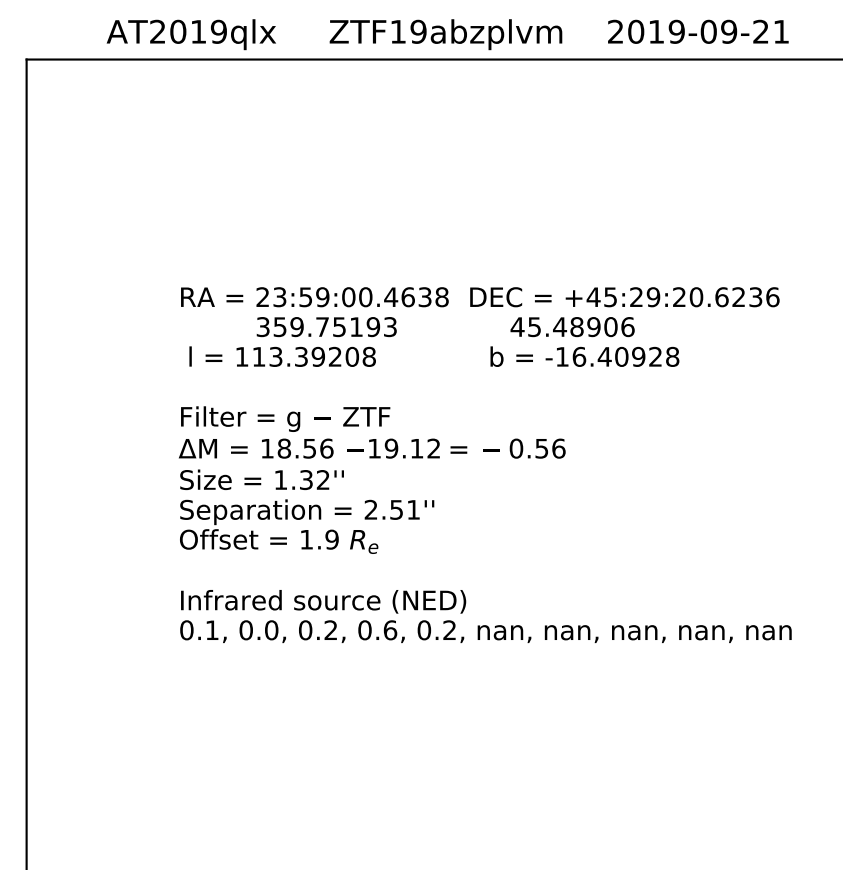 AT2019qlx ZTF19abzplvm 2019-09-21
RA = 23:59:00.4638 DEC = +45:29:20.6236
359.75193 45.48906
l = 113.39208 b = -16.40928
Filter = g − ZTF
ΔM = 18.56 −19.12 = − 0.56
Size = 1.32''
Separation = 2.51''
Offset = 1.9 Re
Infrared source (NED)
0.1, 0.0, 0.2, 0.6, 0.2, nan, nan, nan, nan, nan